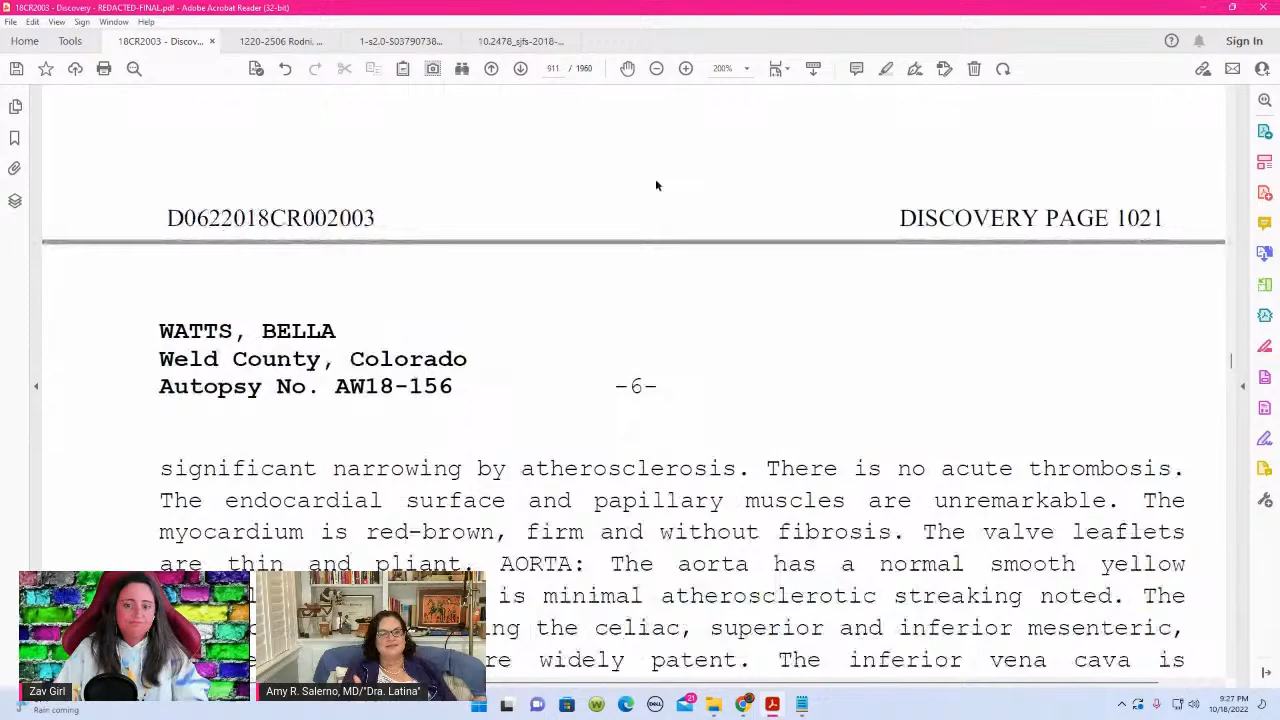 18CR2003 - Discovery - REDACTED-FINAL.pdf - Adobe Acrobat Reader (32-bit)
File Edit View Sign Window Help
Home Tools 18CR2003 - Discov... × 1220-2506 Rodni, ... 1-s2.0-S03790738... 10.2478_sjfs-2018-... Sign In
911 / 1960 200%
D0622018CR002003 DISCOVERY PAGE 1021
WATTS, BELLA
Weld County, Colorado
Autopsy No. AW18-156 -6-
significant narrowing by atherosclerosis. There is no acute thrombosis.
The endocardial surface and papillary muscles are unremarkable. The
myocardium is red-brown, firm and without fibrosis. The valve leaflets
are thin and pliant. AORTA: The aorta has a normal smooth yellow
is minimal atherosclerotic streaking noted. The
the celiac, superior and inferior mesenteric,
widely patent. The inferior vena cava is
Zav Girl
Amy R. Salerno, MD/"Dra. Latina"
Rain coming
21
DELL
9:27 PM
10/18/2022